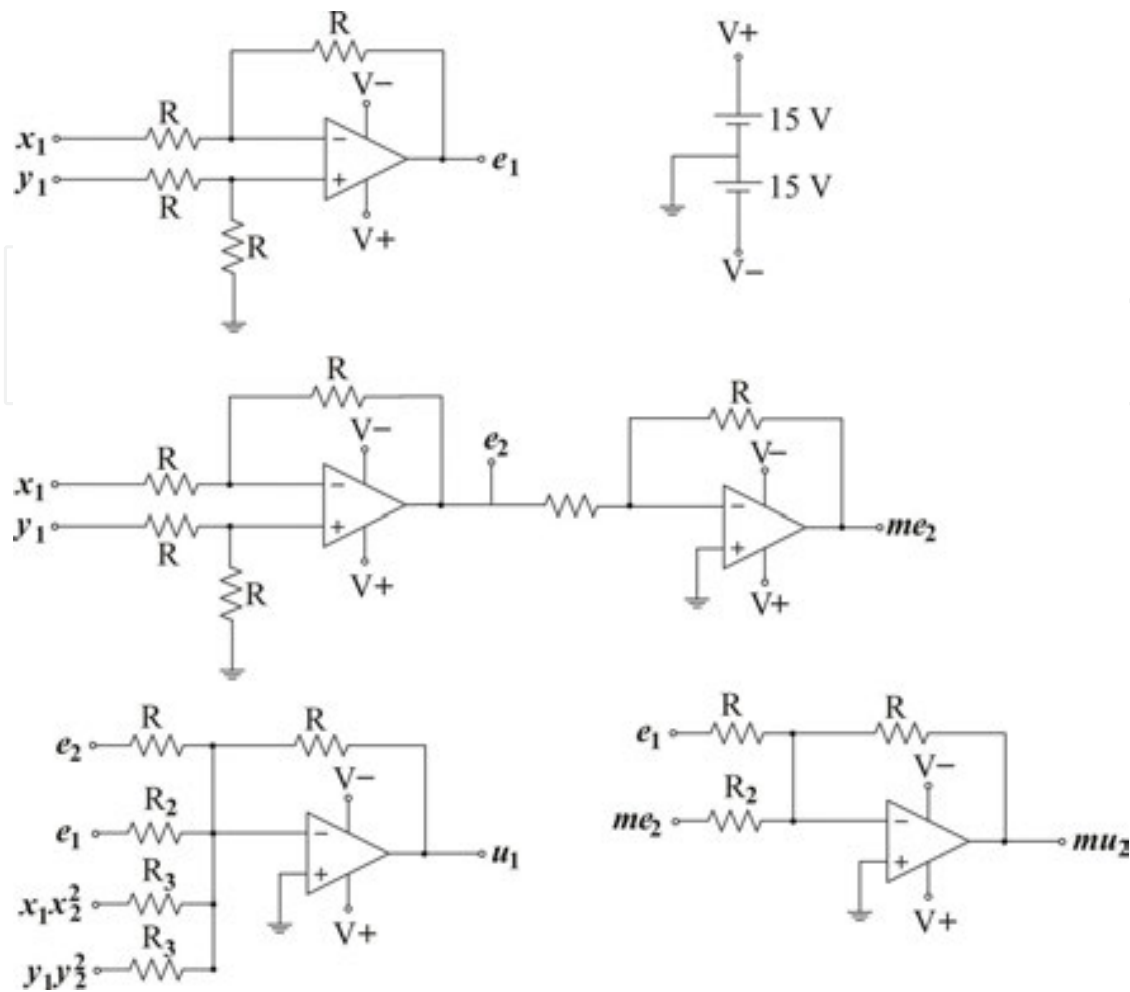 R
V+
V−
R
15 V
x₁
e₁
y₁
15 V
R
V+
R
V−
R
R
V−
e₂
V−
R
x₁
y₁
me₂
R
V+
V+
R
R
R
R
R
e₂
e₁
V−
V−
R₂
R₂
e₁
me₂
u₁
mu₂
R₃
x₁x₂²
V+
V+
R₃
y₁y₂²